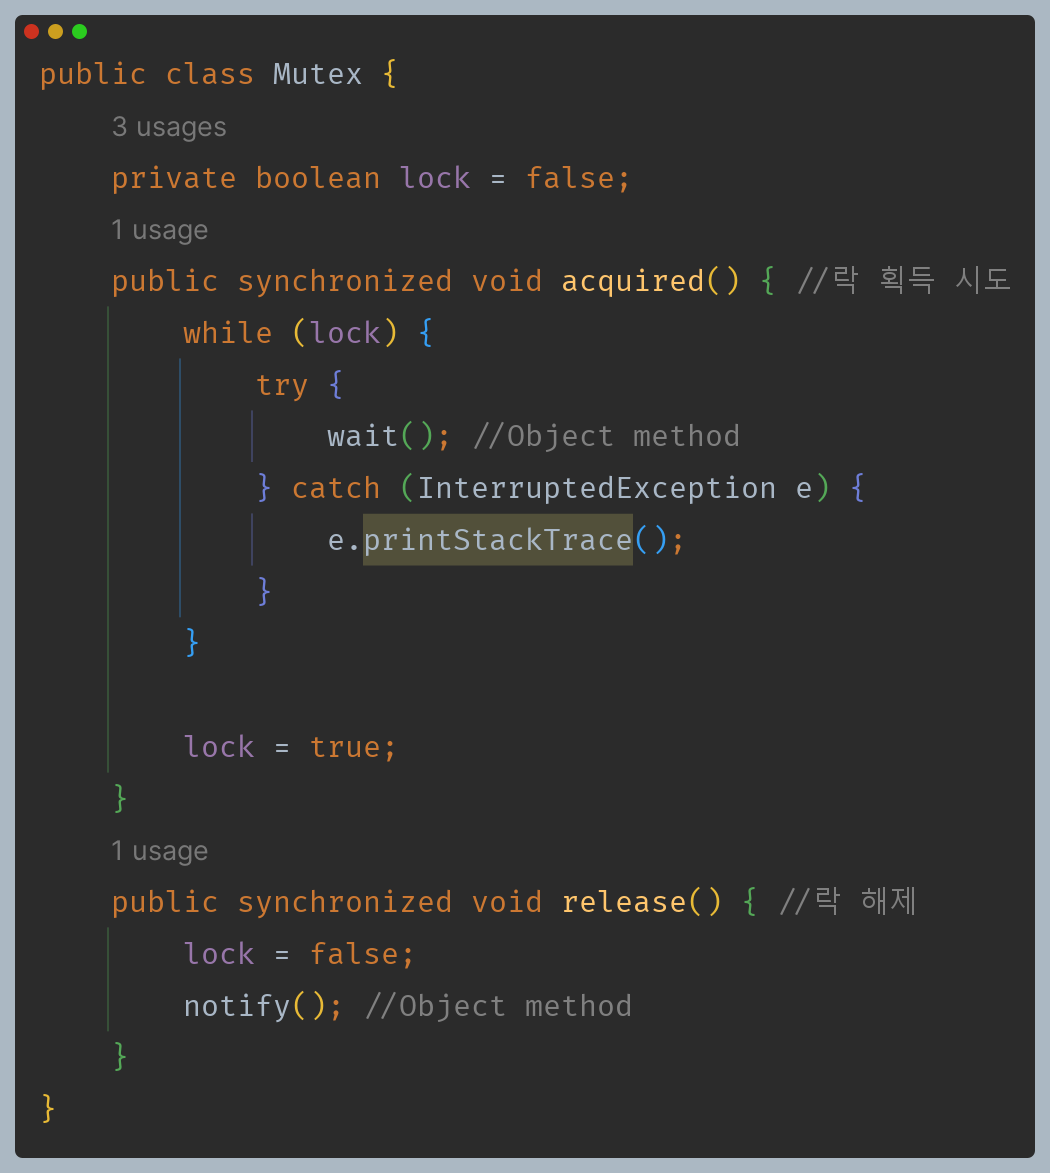 public class Mutex {
3 usages
private boolean lock = false;
1 usage
public synchronized void acquired() { //락 획득 시도
while (lock) {
try {
wait(); //Object method
} catch (InterruptedException e) {
e.printStackTrace();
}
}
lock = true;
}
1 usage
public synchronized void release() { //락 해제
lock = false;
notify(); //Object method
}
}